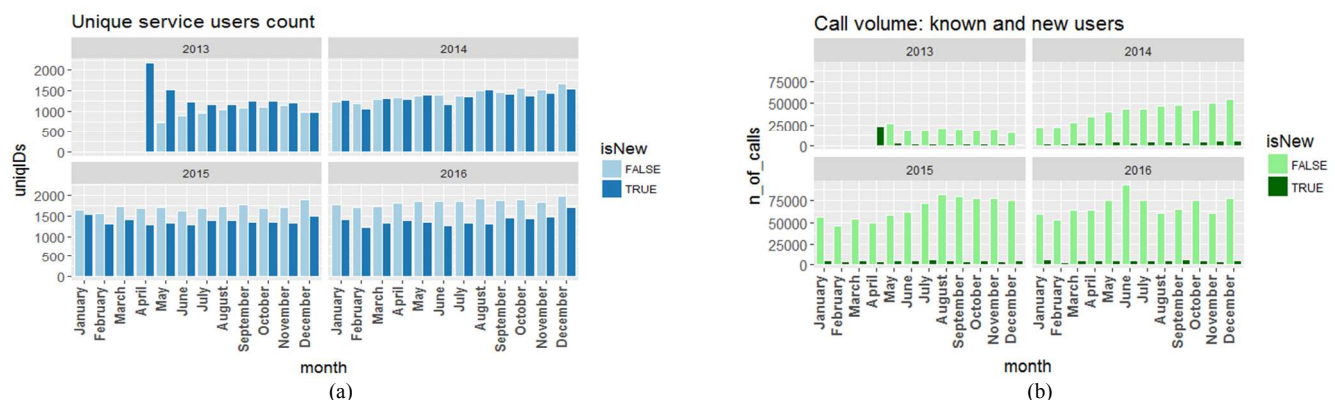 Unique service users count
2013
2014
2000
1500
1000
500
0
2015
2016
2000
1500
1000
500
0
uniqIDs
January
February
March
April
May
June
July
August
September
October
November
December
January
February
March
April
May
June
July
August
September
October
November
December
month
isNew
FALSE
TRUE
(a)
Call volume: known and new users
2013
2014
75000
50000
25000
0
2015
2016
75000
50000
25000
0
n_of_calls
January
February
March
April
May
June
July
August
September
October
November
December
January
February
March
April
May
June
July
August
September
October
November
December
month
isNew
FALSE
TRUE
(b)